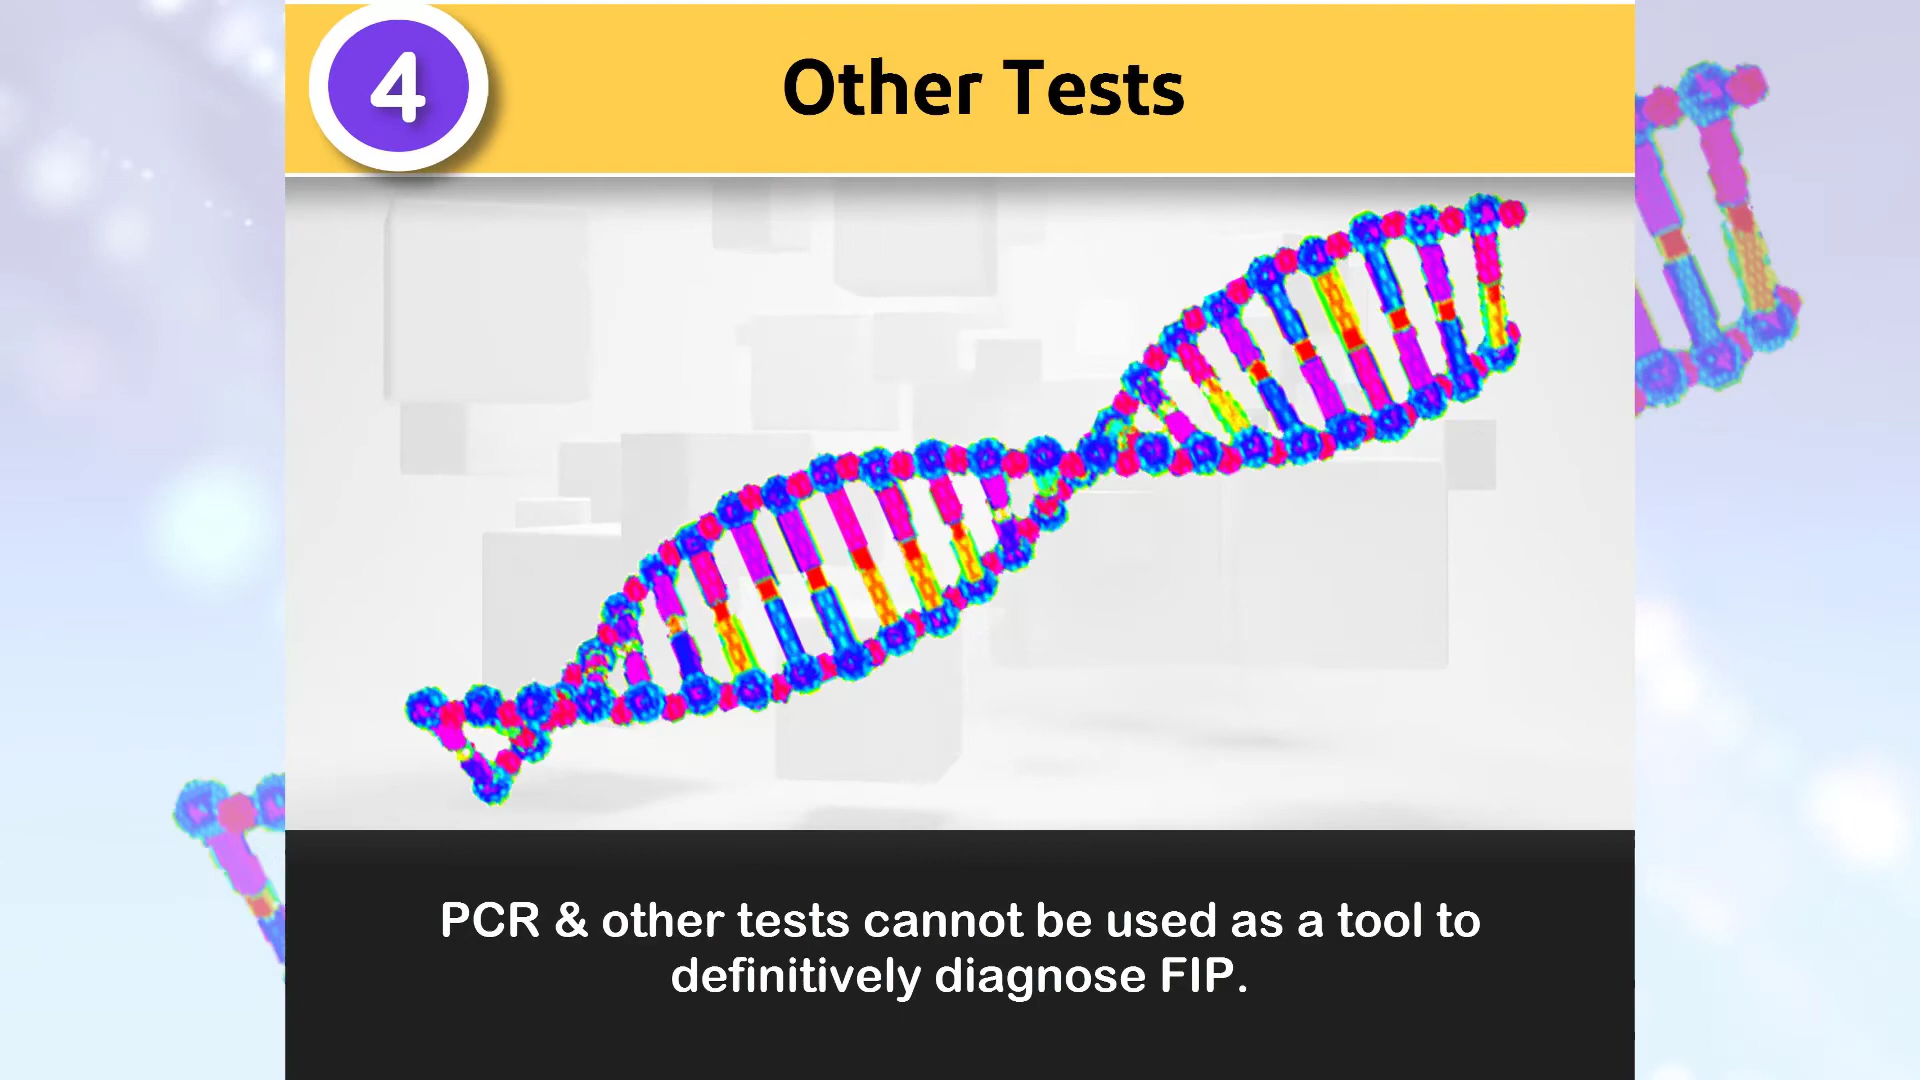 4
Other Tests
PCR & other tests cannot be used as a tool to
definitively diagnose FIP.